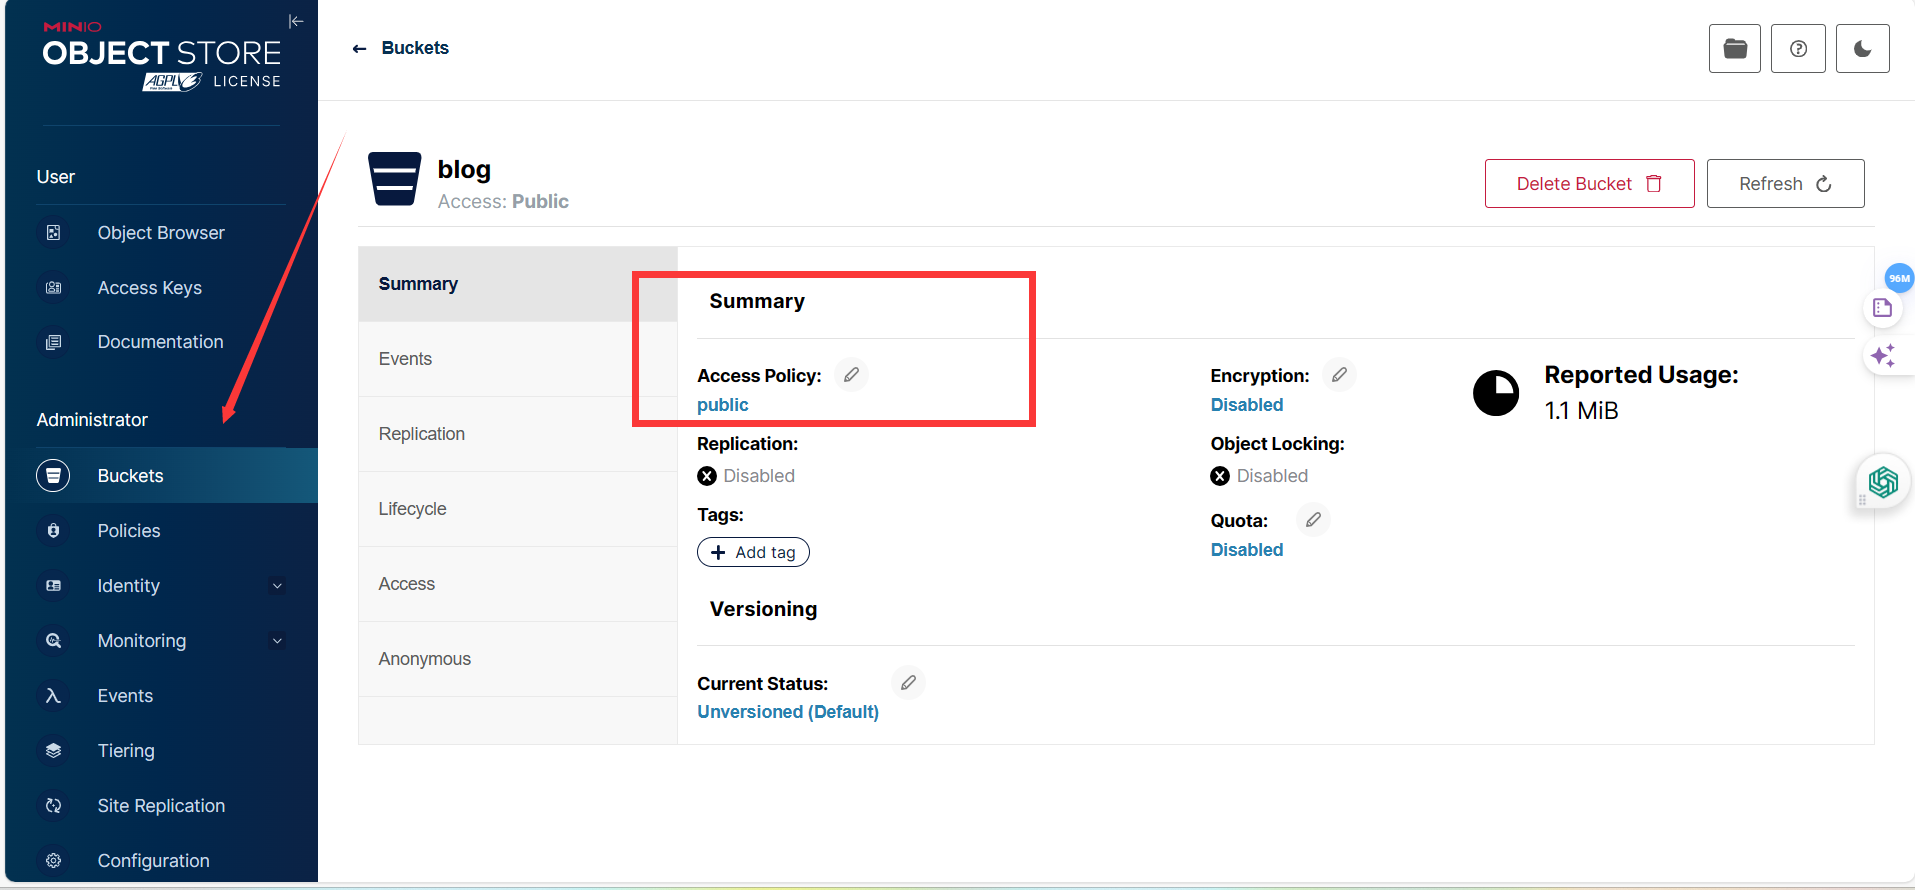 MINIO
OBJECT STORE
AGPLv3 LICENSE
User
Object Browser
Access Keys
Documentation
Administrator
Buckets
Policies
Identity
Monitoring
Events
Tiering
Site Replication
Configuration
Buckets
blog
Access: Public
Delete Bucket
Refresh
Summary
Events
Replication
Lifecycle
Access
Anonymous
Summary
Access Policy:
public
Replication:
Disabled
Tags:
Add tag
Encryption:
Disabled
Object Locking:
Disabled
Quota:
Disabled
Reported Usage:
1.1 MiB
Versioning
Current Status:
Unversioned (Default)
96M